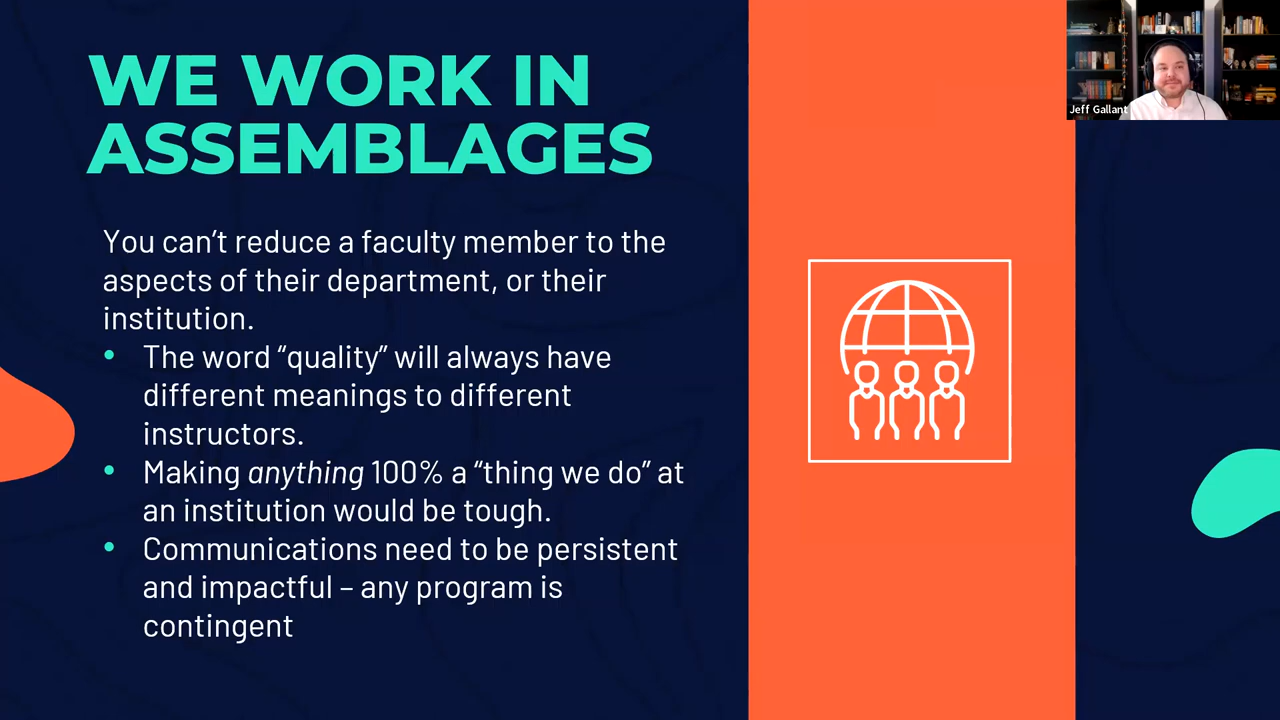 WE WORK IN
ASSEMBLAGES
You can’t reduce a faculty member to the
aspects of their department, or their
institution.
• The word “quality” will always have
different meanings to different
instructors.
• Making anything 100% a “thing we do” at
an institution would be tough.
• Communications need to be persistent
and impactful – any program is
contingent
Jeff Gallant